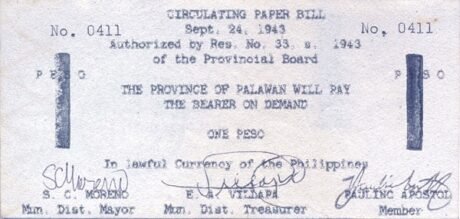 CIRCULATING PAPER BILL
No. 0411 Sept. 24, 1943 No. 0411
Authorized by Res. No. 33 s. 1943
of the Provincial Board
PESO PESO
THE PROVINCE OF PALAWAN WILL PAY
THE BEARER ON DEMAND
ONE PESO
In lawful Currency of the Philippines
S. C. MORENO E. A. VILLAPA PAULINO APOSTOL
Mun. Dist. Mayor Mun. Dist. Treasurer Member